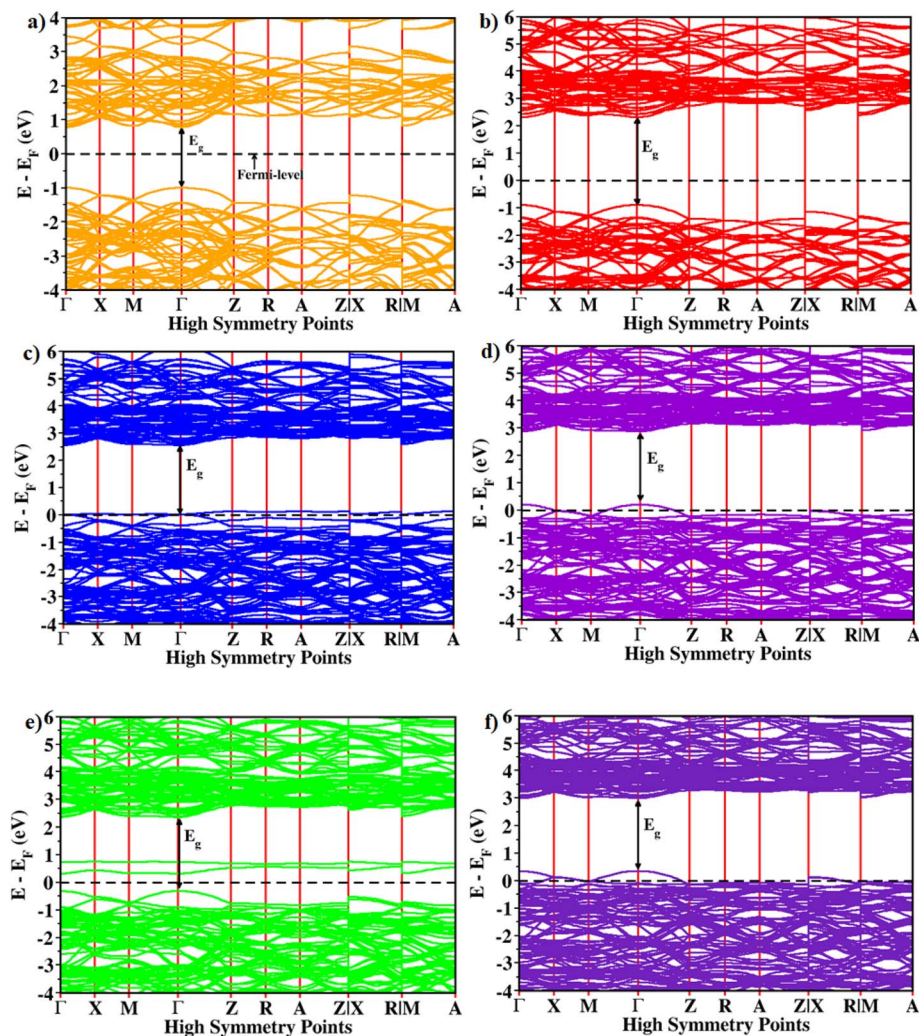 a)
E - E_F (eV)
4
3
2
1
0
-1
-2
-3
-4
E_g
Fermi-level
Γ X M Γ Z R A Z|X R|M A
High Symmetry Points
b)
E - E_F (eV)
6
5
4
3
2
1
0
-1
-2
-3
-4
E_g
Γ X M Γ Z R A Z|X R|M A
High Symmetry Points
c)
E - E_F (eV)
6
5
4
3
2
1
0
-1
-2
-3
-4
E_g
Γ X M Γ Z R A Z|X R|M A
High Symmetry Points
d)
E - E_F (eV)
6
5
4
3
2
1
0
-1
-2
-3
-4
E_g
Γ X M Γ Z R A Z|X R|M A
High Symmetry Points
e)
E - E_F (eV)
6
5
4
3
2
1
0
-1
-2
-3
-4
E_g
Γ X M Γ Z R A Z|X R|M A
High Symmetry Points
f)
E - E_F (eV)
6
5
4
3
2
1
0
-1
-2
-3
-4
E_g
Γ X M Γ Z R A Z|X R|M A
High Symmetry Points